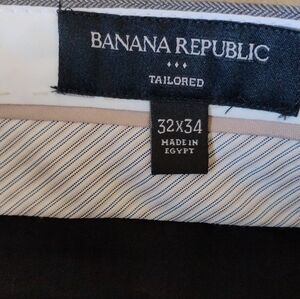 BANANA REPUBLIC
TAILORED
32X34
MADE IN
EGYPT